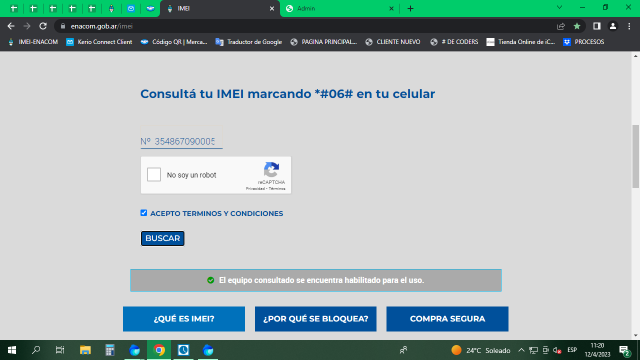 IMEI
Admin
enacom.gob.ar/imei
IMEI-ENACOM
Kerio Connect Client
Código QR | Merca...
Traductor de Google
PAGINA PRINCIPAL...
CLIENTE NUEVO
# DE CODERS
Tienda Online de iC...
PROCESOS
Consultá tu IMEI marcando *#06# en tu celular
Nº 354867090005
No soy un robot
reCAPTCHA
Privacidad - Términos
ACEPTO TERMINOS Y CONDICIONES
BUSCAR
El equipo consultado se encuentra habilitado para el uso.
¿QUÉ ES IMEI?
¿POR QUÉ SE BLOQUEA?
COMPRA SEGURA
24°C Soleado
ESP
11:20
12/4/2023